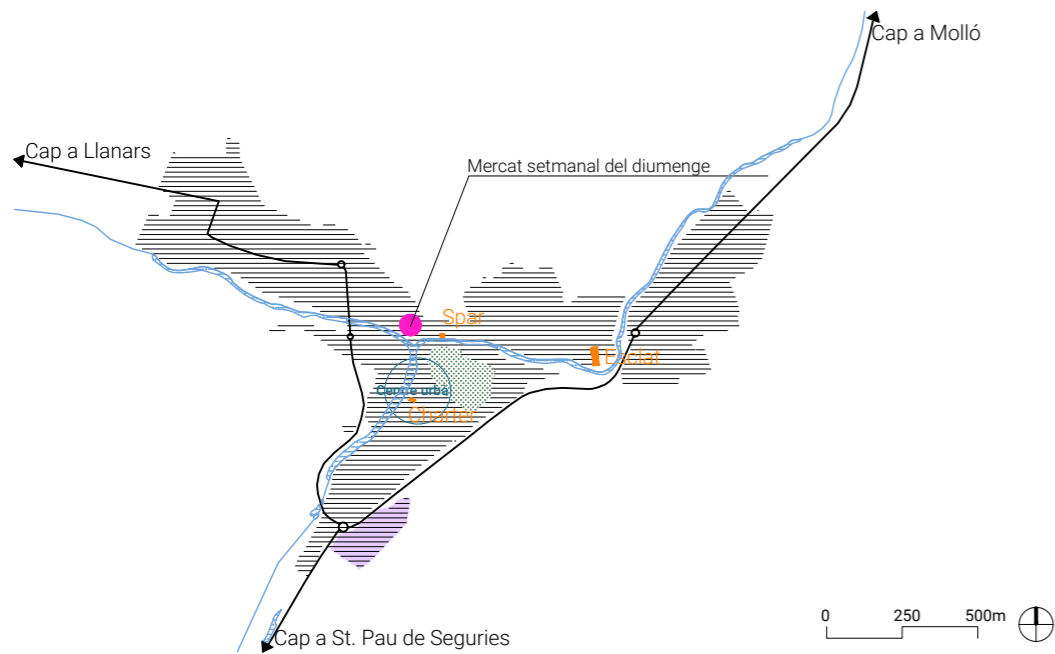 Cap a Molló
Cap a Llanars
Mercat setmanal del diumenge
Spar
Esclat
Centre urbà
Charter
Cap a St. Pau de Seguries
0 250 500m